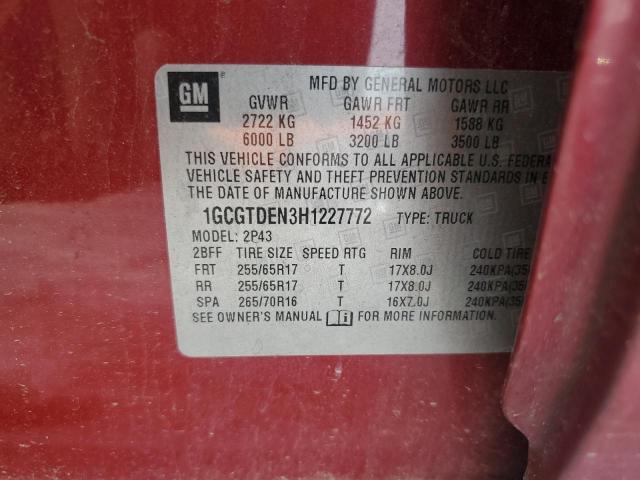 GM
MFD BY GENERAL MOTORS LLC
GVWR GAWR FRT GAWR RR
2722 KG 1452 KG 1588 KG
6000 LB 3200 LB 3500 LB
THIS VEHICLE CONFORMS TO ALL APPLICABLE U.S. FEDERA
VEHICLE SAFETY AND THEFT PREVENTION STANDARDS IN E
THE DATE OF MANUFACTURE SHOWN ABOVE.
1GCGTDEN3H1227772 TYPE: TRUCK
MODEL: 2P43
2BFF TIRE SIZE SPEED RTG RIM COLD TIRE
FRT 255/65R17 T 17X8.0J 240KPA(35
RR 255/65R17 T 17X8.0J 240KPA(35
SPA 265/70R16 T 16X7.0J 240KPA(35
SEE OWNER'S MANUAL FOR MORE INFORMATION.